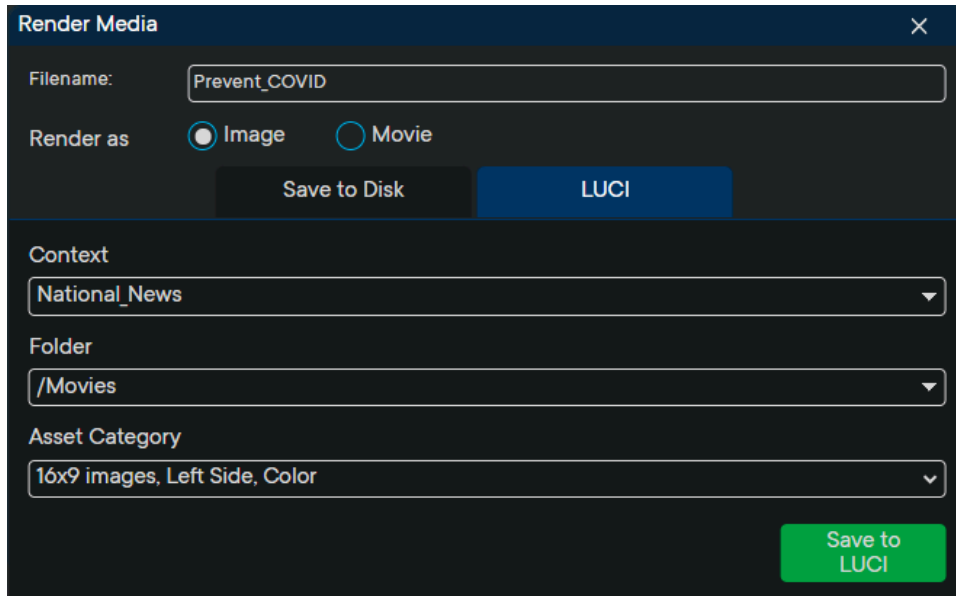 Render Media
Filename: Prevent_COVID
Render as Image Movie
Save to Disk LUCI
Context
National_News
Folder
/Movies
Asset Category
16x9 images, Left Side, Color
Save to
LUCI